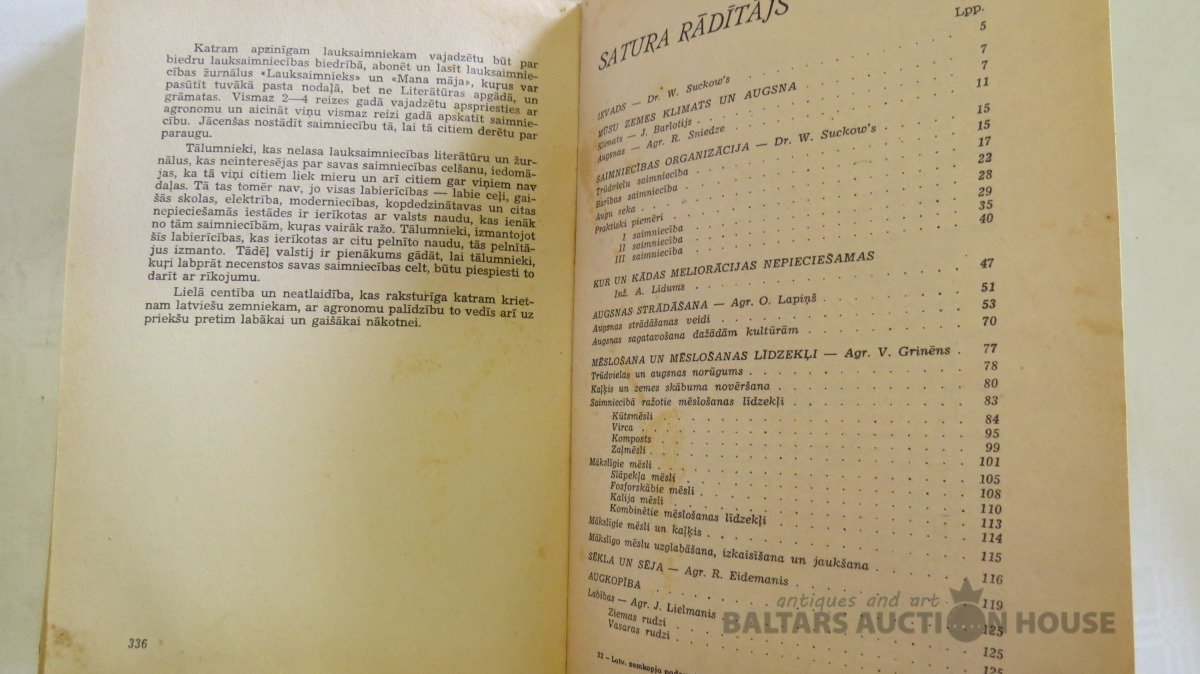 Katram apzinīgam lauksaimniekam vajadzētu būt par
biedru lauksaimniecības biedrībā, abonēt un lasīt lauksaimnie-
cības žurnālus «Lauksaimnieks» un «Mana māja», kuŗus var
pasūtīt tuvākā pasta nodaļā, bet ne Literatūras apgādā, un
grāmatas. Vismaz 2—4 reizes gadā vajadzētu apspriesties ar
agronomu un aicināt viņu vismaz reizi gadā apskatīt saimnie-
cību. Jācenšas nostādīt saimniecību tā, lai tā citiem derētu par
paraugu.
Tālumnieki, kas nelasa lauksaimniecības literātūru un žur-
nālus, kas neinteresējas par savas saimniecības celšanu, iedomā-
jas, ka tā viņi citiem liek mieru un arī citiem gar viņiem nav
daļas. Tā tas tomēr nav, jo visas labierīcības — labie ceļi, gai-
šās skolas, elektrība, moderniecības, kopdedzinātavas un citas
nepieciešamās iestādes ir ierīkotas ar valsts naudu, kas ienāk
no tām saimniecībām, kuŗas vairāk ražo. Tālumnieki, izmantojot
šīs labierīcības, kas ierīkotas ar citu pelnīto naudu, tās pelnītā-
jus izmanto. Tādēļ valstij ir pienākums gādāt, lai tālumnieki,
kuŗi labprāt necenstos savas saimniecības celt, būtu piespiesti to
darīt ar rīkojumu.
Lielā centība un neatlaidība, kas raksturīga katram kriet-
nam latviešu zemniekam, ar agronomu palīdzību to vedīs arī uz
priekšu pretim labākai un gaišākai nākotnei.
336
SATURA RĀDĪTĀJS
Lpp.
IEVADS — Dr. W. Suckow's 5
MŪSU ZEMES KLIMATS UN AUGSNA 7
Klimats — J. Barlotijs 7
Augsnas — Agr. R. Sniedze 11
SAIMNIECĪBAS ORGANIZĀCIJA — Dr. W. Suckow's 15
Trūdvielu saimniecība 15
Barības saimniecība 17
Augu seka 22
Praktiski piemēri 28
I saimniecība 29
II saimniecība 35
III saimniecība 40
KUR UN KĀDAS MELIORĀCIJAS NEPIECIEŠAMAS
Inž. A. Līdums 47
AUGSNAS STRĀDĀŠANA — Agr. O. Lapiņš 51
Augsnas strādāšanas veidi 53
Augsnas sagatavošana dažādām kultūrām 70
MĒSLOŠANA UN MĒSLOŠANAS LĪDZEKĻI — Agr. V. Grinēns 77
Trūdvielas un augsnas norūgums 78
Kaļķis un zemes skābuma novēršana 80
Saimniecībā ražotie mēslošanas līdzekļi 83
Kūtsmēsli 84
Virca 95
Komposts 99
Zaļmēsli 101
Mākslīgie mēsli 105
Slāpekļa mēsli 108
Fosforskābie mēsli 110
Kalija mēsli 113
Kombinētie mēslošanas līdzekļi 114
Mākslīgie mēsli un kaļķis 115
Mākslīgo mēslu uzglabāšana, izkaisīšana un jaukšana 116
SĒKLA UN SĒJA — Agr. R. Eidemanis 119
AUGKOPĪBA 125
Labības — Agr. J. Lielmanis 125
Ziemas rudzi 125
Vasaras rudzi
22 – Latv. zemkopja
antiques and art
BALTARS AUCTION HOUSE